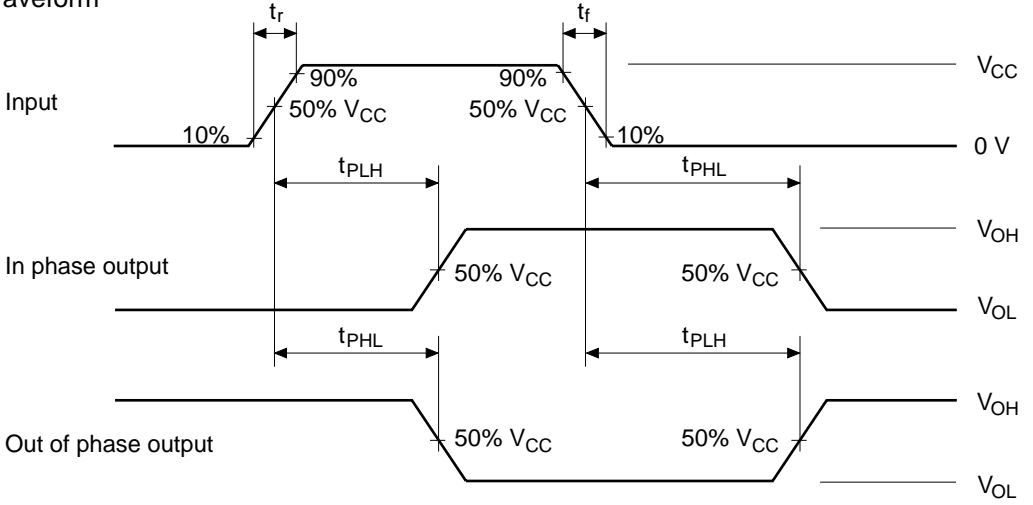 aveform
tr
tf
90%
90%
VCC
Input
50% VCC
50% VCC
10%
10%
0 V
tPLH
tPHL
VOH
In phase output
50% VCC
50% VCC
VOL
tPHL
tPLH
VOH
Out of phase output
50% VCC
50% VCC
VOL